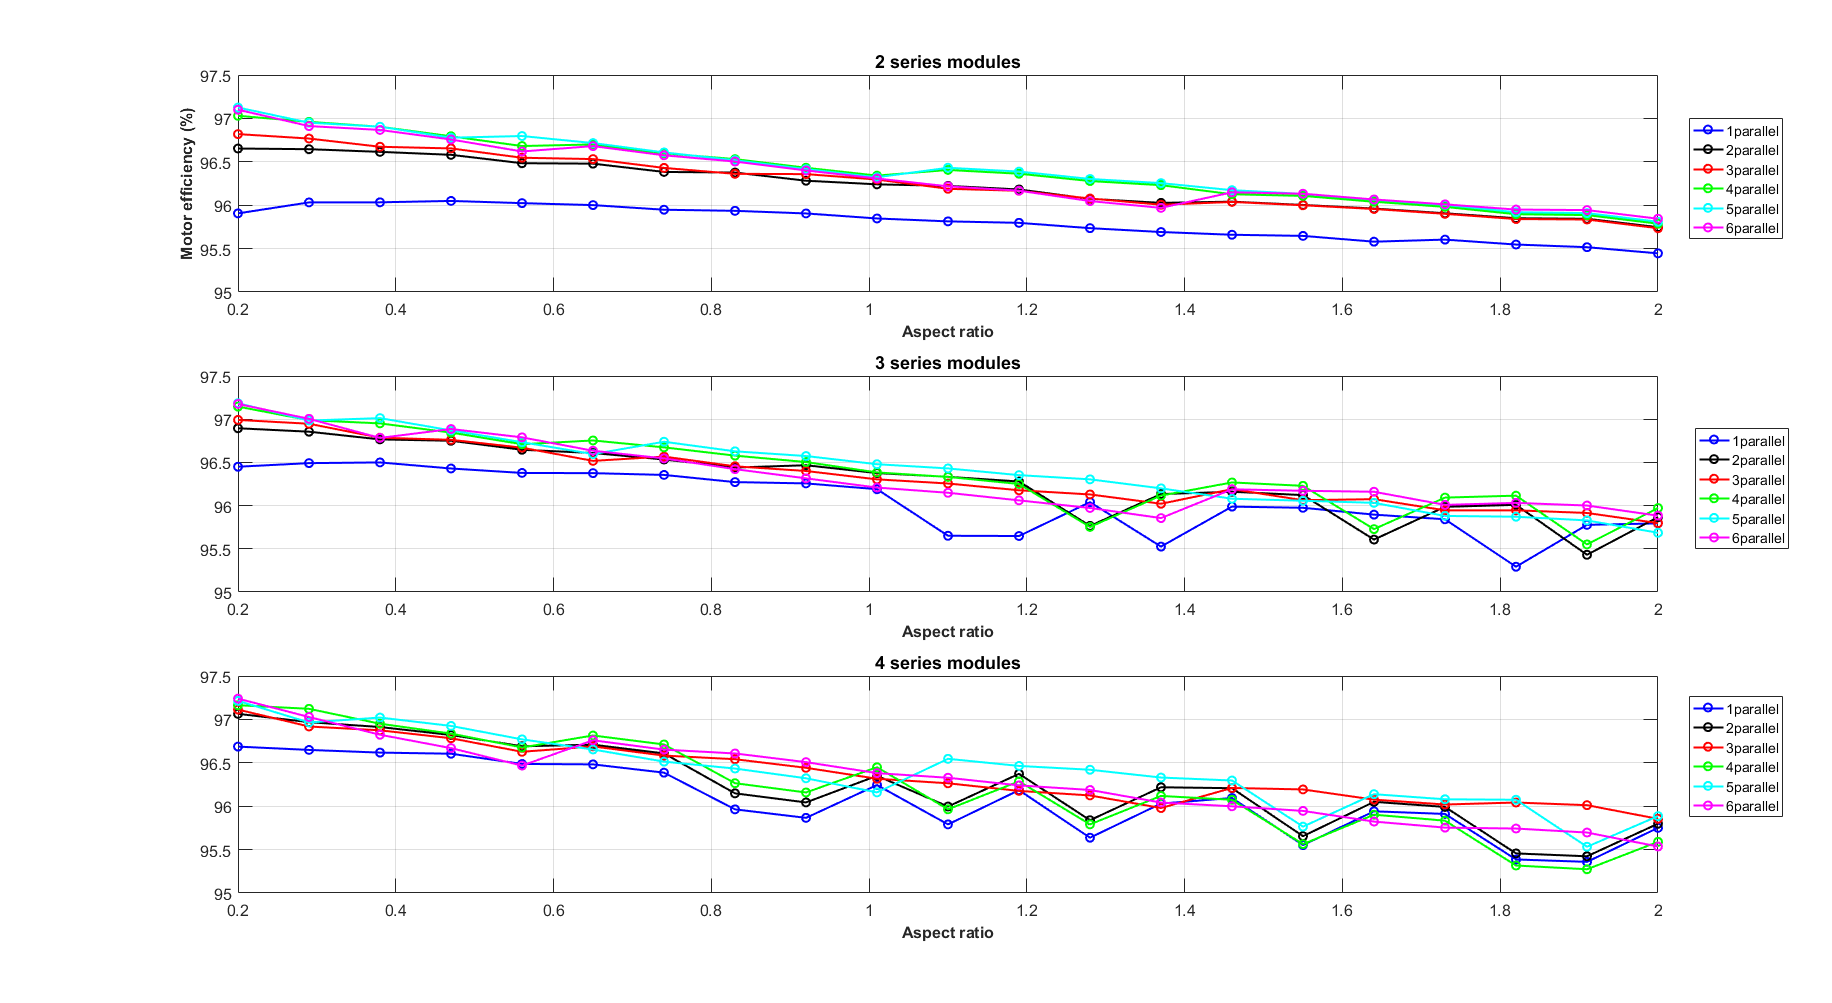 2 series modules
97.5
97
96.5
96
95.5
95
Motor efficiency (%)
0.2 0.4 0.6 0.8 1 1.2 1.4 1.6 1.8 2
Aspect ratio
1parallel
2parallel
3parallel
4parallel
5parallel
6parallel
3 series modules
97.5
97
96.5
96
95.5
95
0.2 0.4 0.6 0.8 1 1.2 1.4 1.6 1.8 2
Aspect ratio
1parallel
2parallel
3parallel
4parallel
5parallel
6parallel
4 series modules
97.5
97
96.5
96
95.5
95
0.2 0.4 0.6 0.8 1 1.2 1.4 1.6 1.8 2
Aspect ratio
1parallel
2parallel
3parallel
4parallel
5parallel
6parallel